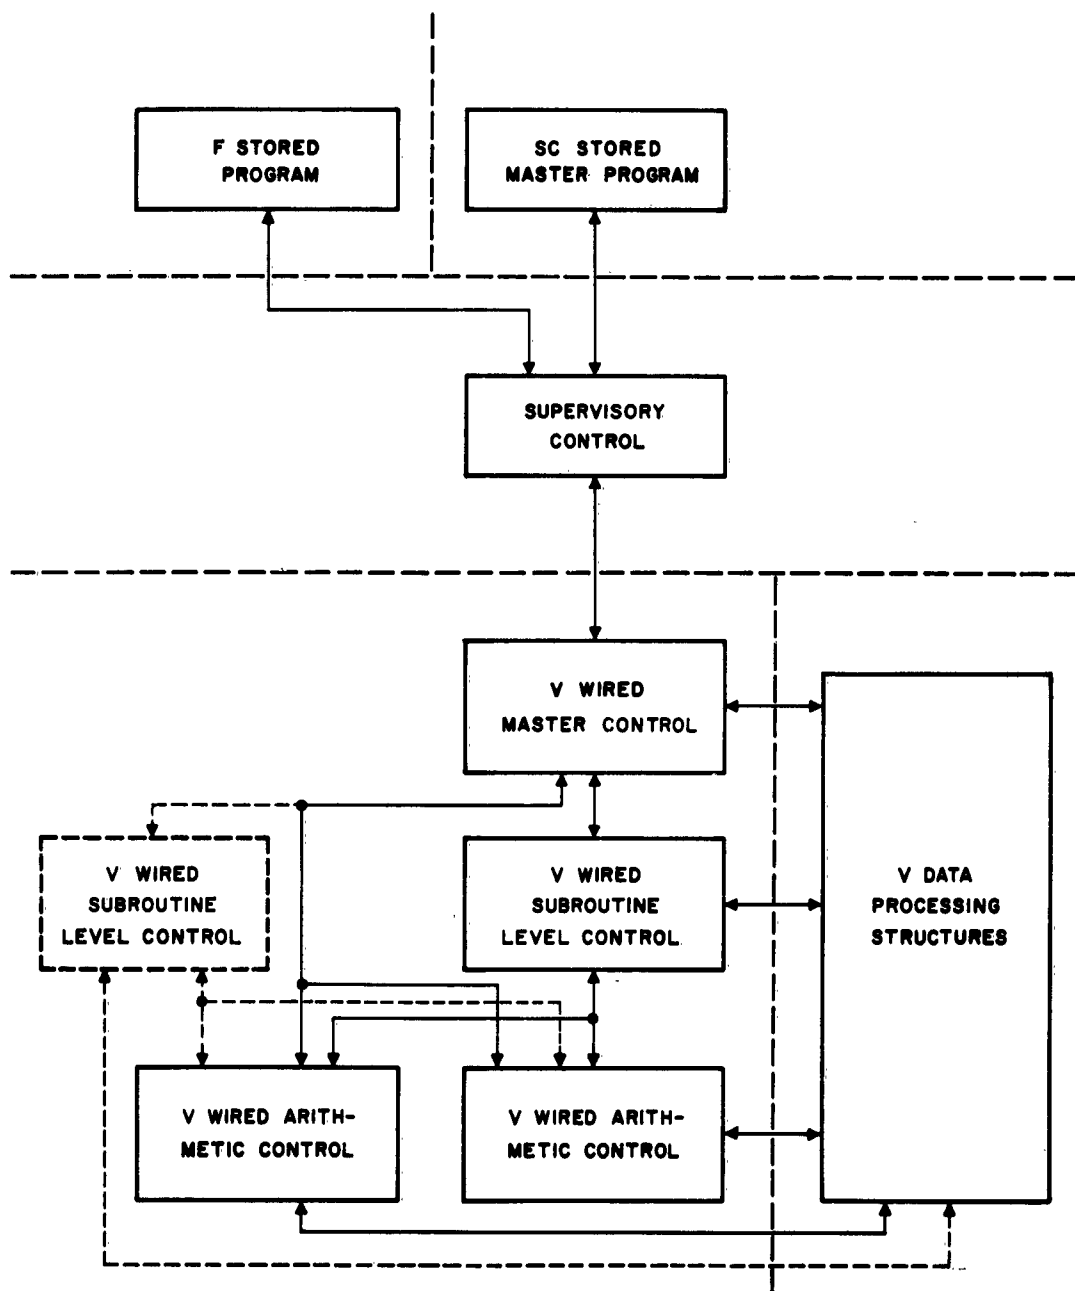 F STORED
PROGRAM
SC STORED
MASTER PROGRAM
SUPERVISORY
CONTROL
V WIRED
MASTER CONTROL
V WIRED
SUBROUTINE
LEVEL CONTROL
V WIRED
SUBROUTINE
LEVEL CONTROL
V DATA
PROCESSING
STRUCTURES
V WIRED ARITH-
METIC CONTROL
V WIRED ARITH-
METIC CONTROL